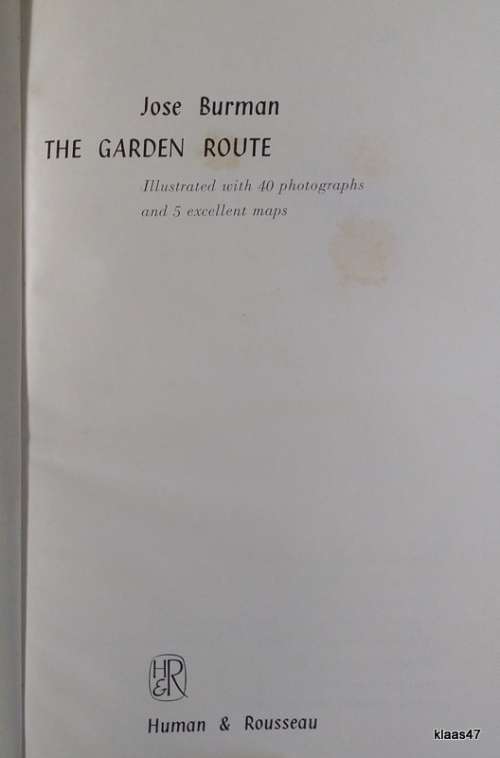 Jose Burman
THE GARDEN ROUTE
Illustrated with 40 photographs
and 5 excellent maps
H
&R
Human & Rousseau
klaas47